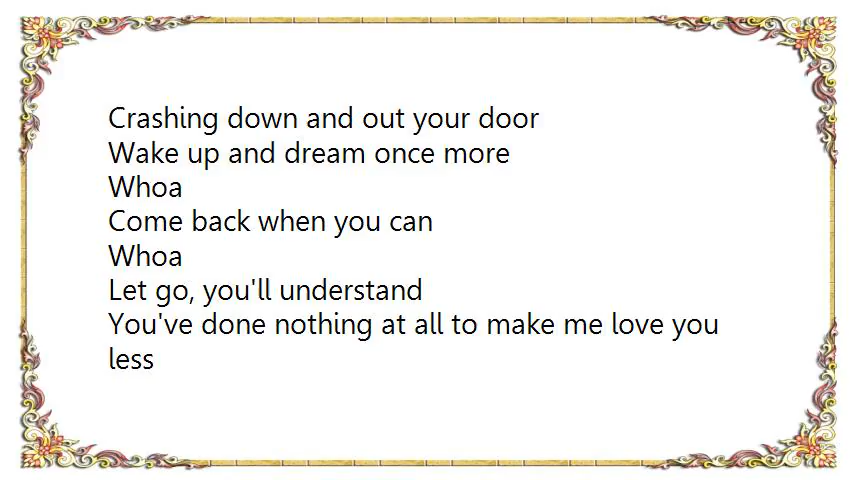 Crashing down and out your door
Wake up and dream once more
Whoa
Come back when you can
Whoa
Let go, you'll understand
You've done nothing at all to make me love you
less